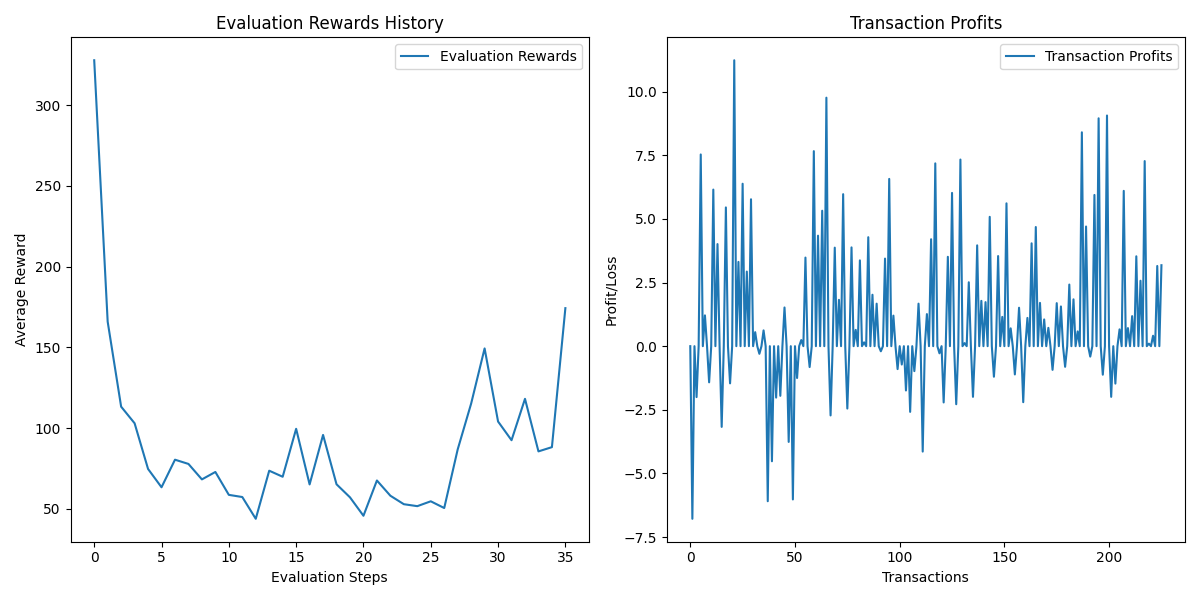 Evaluation Rewards History
Evaluation Rewards
300
250
200
150
100
50
Average Reward
0 5 10 15 20 25 30 35
Evaluation Steps
Transaction Profits
Transaction Profits
10.0
7.5
5.0
2.5
0.0
−2.5
−5.0
−7.5
Profit/Loss
0 50 100 150 200
Transactions